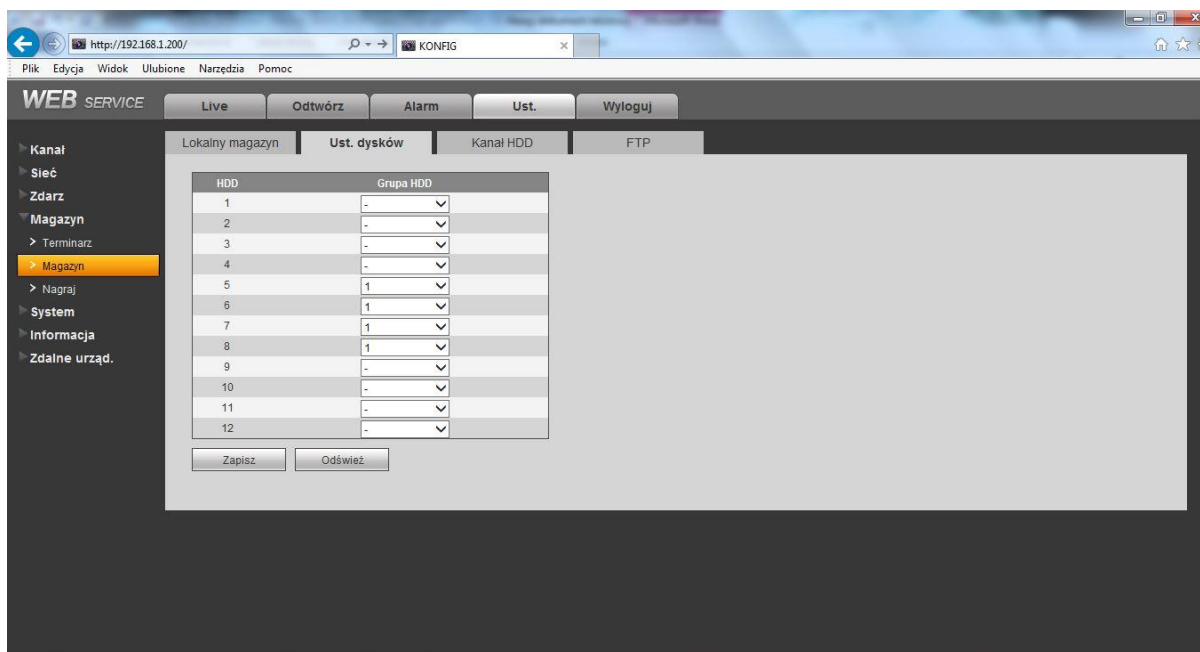 http://192.168.1.200/
KONFIG
Plik Edycja Widok Ulubione Narzędzia Pomoc
WEB SERVICE
Live Odtwórz Alarm Ust. Wyloguj
Lokalny magazyn Ust. dysków Kanał HDD FTP
Kanał
Sieć
Zdarz
Magazyn
Terminarz
Magazyn
Nagraj
System
Informacja
Zdalne urząd.
HDD Grupa HDD
1 -
2 -
3 -
4 -
5 1
6 1
7 1
8 1
9 -
10 -
11 -
12 -
Zapisz Odśwież